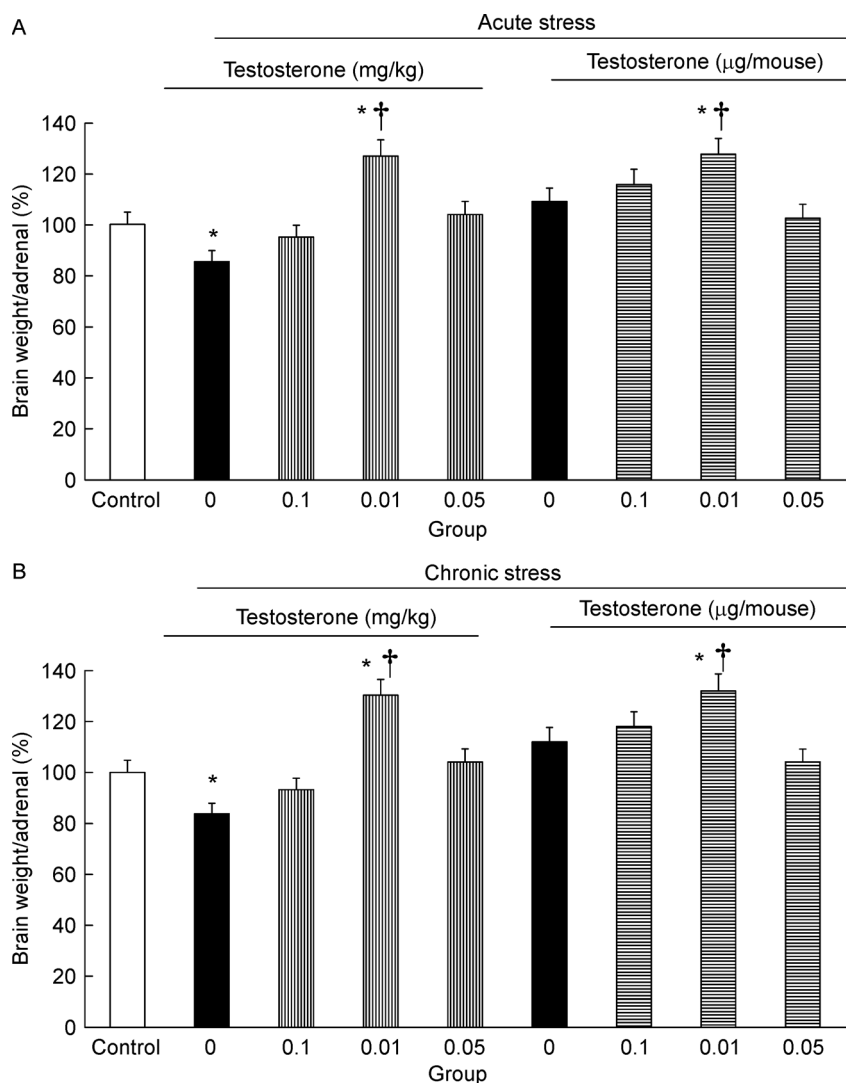 A
Acute stress
Testosterone (mg/kg)
Testosterone (μg/mouse)
* † * †
*
Brain weight/adrenal (%)
140
120
100
80
60
40
20
0
Control 0 0.1 0.01 0.05 0 0.1 0.01 0.05
Group
B
Chronic stress
Testosterone (mg/kg)
Testosterone (μg/mouse)
* † * †
*
Brain weight/adrenal (%)
140
120
100
80
60
40
20
0
Control 0 0.1 0.01 0.05 0 0.1 0.01 0.05
Group